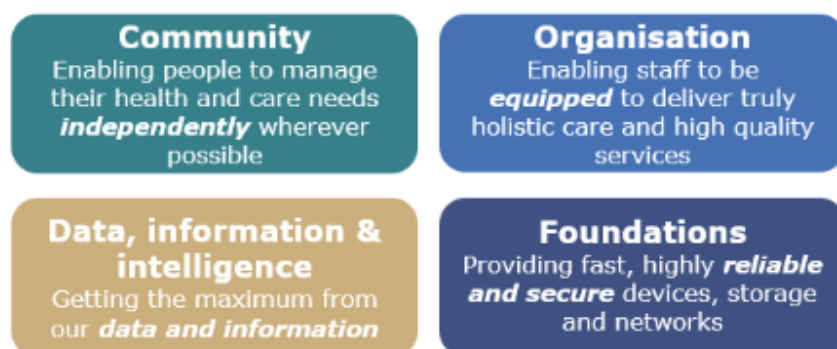 Community
Enabling people to manage
their health and care needs
independently wherever
possible
Organisation
Enabling staff to be
equipped to deliver truly
holistic care and high quality
services
Data, information &
intelligence
Getting the maximum from
our data and information
Foundations
Providing fast, highly reliable
and secure devices, storage
and networks